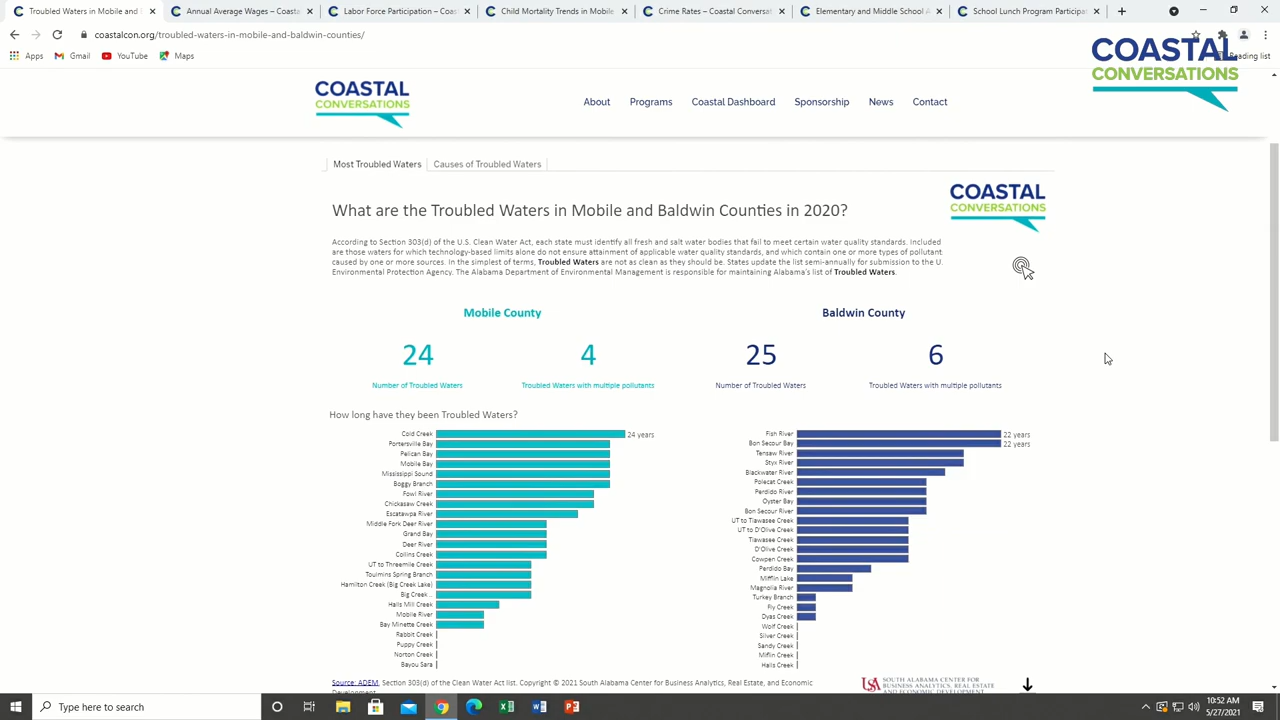 Troubled Waters in Mobile and B
Annual Average Wages – Coasta
Labor Force Participation – Coas
Child Mortality Trends in Mobile
Crime Rates – Coastal Conversat
Elementary and Middle School A
School Lunch Program Participat
coastalcon.org/troubled-waters-in-mobile-and-baldwin-counties/
Apps
Gmail
YouTube
Maps
Reading list
COASTAL
CONVERSATIONS
COASTAL
CONVERSATIONS
About
Programs
Coastal Dashboard
Sponsorship
News
Contact
Most Troubled Waters
Causes of Troubled Waters
COASTAL
CONVERSATIONS
What are the Troubled Waters in Mobile and Baldwin Counties in 2020?
According to Section 303(d) of the U.S. Clean Water Act, each state must identify all fresh and salt water bodies that fail to meet certain water quality standards. Included
are those waters for which technology-based limits alone do not ensure attainment of applicable water quality standards, and which contain one or more types of pollutant
caused by one or more sources. In the simplest of terms, Troubled Waters are not as clean as they should be. States update the list semi-annually for submission to the U.
Environmental Protection Agency. The Alabama Department of Environmental Management is responsible for maintaining Alabama's list of Troubled Waters.
Mobile County
Baldwin County
24
4
25
6
Number of Troubled Waters
Troubled Waters with multiple pollutants
Number of Troubled Waters
Troubled Waters with multiple pollutants
How long have they been Troubled Waters?
Cold Creek
24 years
Portersville Bay
Pelican Bay
Mobile Bay
Mississippi Sound
Boggy Branch
Fowl River
Chickasaw Creek
Escatawpa River
Middle Fork Deer River
Grand Bay
Deer River
Collins Creek
UT to Threemile Creek
Toulmins Spring Branch
Hamilton Creek (Big Creek Lake)
Big Creek ..
Halls Mill Creek
Mobile River
Bay Minette Creek
Rabbit Creek
Puppy Creek
Norton Creek
Bayou Sara
Fish River
22 years
Bon Secour Bay
22 years
Tensaw River
Styx River
Blackwater River
Polecat Creek
Perdido River
Oyster Bay
Bon Secour River
UT to Tiawasee Creek
UT to D'Olive Creek
Tiawasee Creek
D'Olive Creek
Cowpen Creek
Perdido Bay
Mifflin Lake
Magnolia River
Turkey Branch
Fly Creek
Dyas Creek
Wolf Creek
Silver Creek
Sandy Creek
Miflin Creek
Halls Creek
Source: ADEM, Section 303(d) of the Clean Water Act list. Copyright © 2021 South Alabama Center for Business Analytics, Real Estate, and Economic
Development
USA
SOUTH ALABAMA CENTER FOR
BUSINESS ANALYTICS, REAL ESTATE
AND ECONOMIC DEVELOPMENT
Type here to search
10:52 AM
5/27/2021